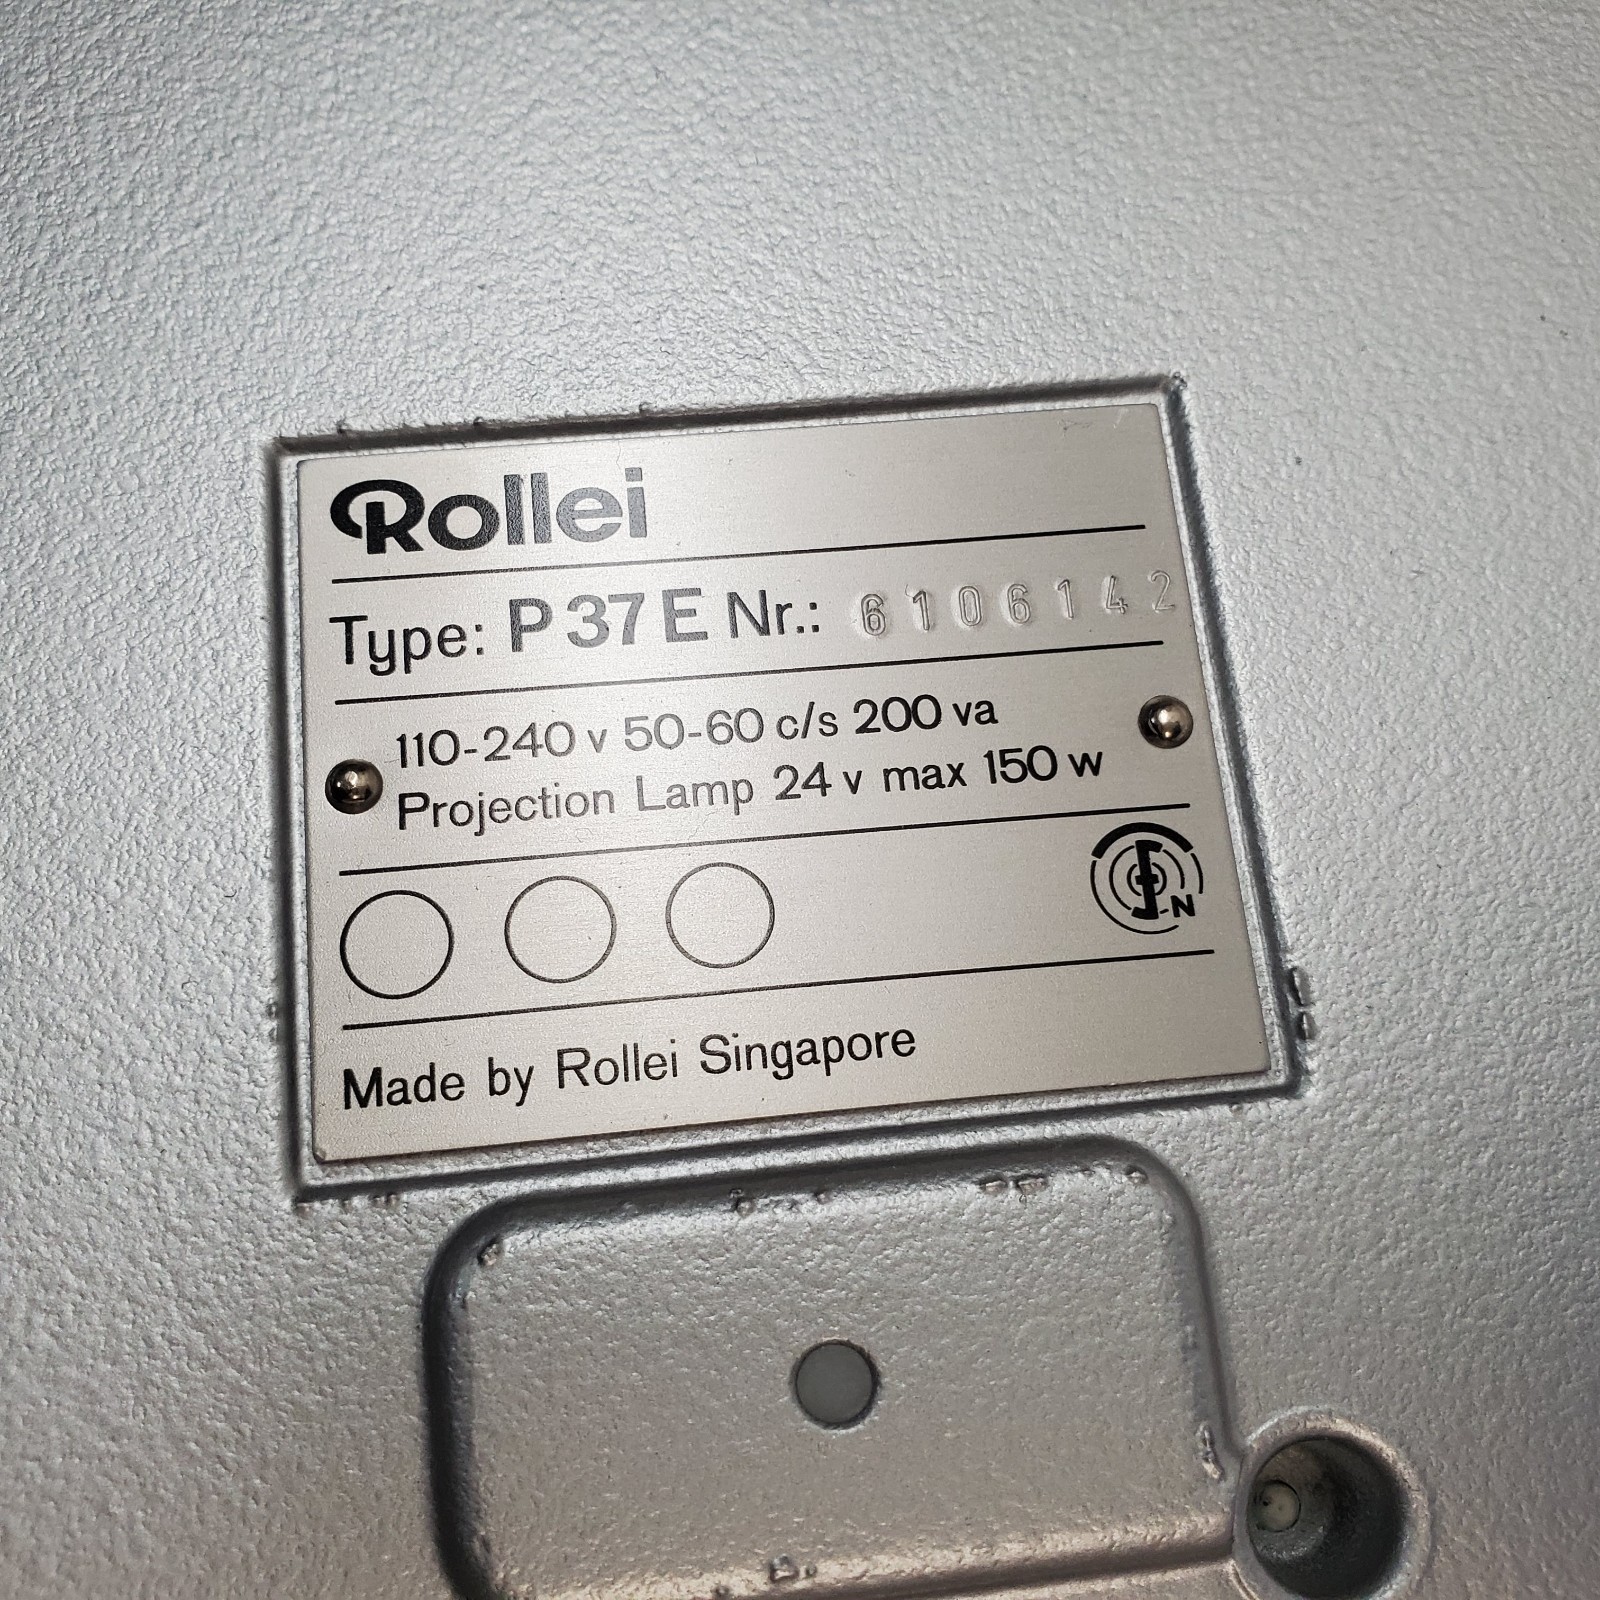 Rollei
Type: P 37 E Nr.: 6106142
110-240 v 50-60 c/s 200 va
Projection Lamp 24 v max 150 w
N
Made by Rollei Singapore